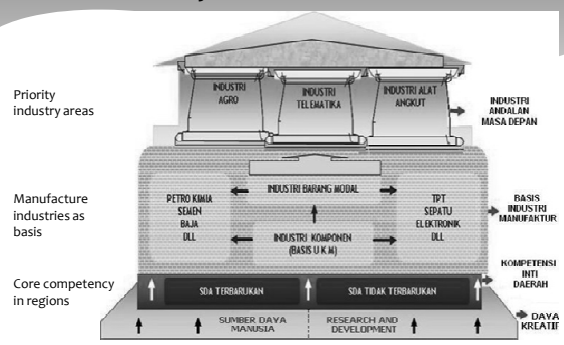 Priority
industry areas
INDUSTRI
AGRO
INDUSTRI
TELEMATIKA
INDUSTRI ALAT
ANGKUT
INDUSTRI
ANDALAN
MASA DEPAN
Manufacture
industries as
basis
PETRO KIMIA
SEMEN
BAJA
DLL
INDUSTRI BARANG MODAL
INDUSTRI KOMPONEN
(BASIS U K M)
TPT
SEPATU
ELEKTRONIK
DLL
BASIS
INDUSTRI
MANUFAKTUR
Core competency
in regions
SDA TERBARUKAN
SDA TIDAK TERBARUKAN
KOMPETENSI
INTI
DAERAH
SUMBER DAYA
MANUSIA
RESEARCH AND
DEVELOPMENT
DAYA
KREATIF